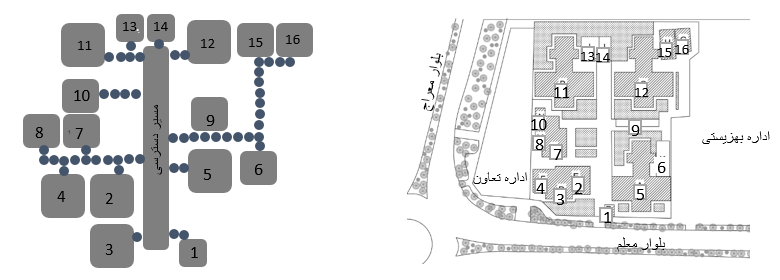 13 14
11 12 15 16
10
9
8 7
6
5
4 2
3 1
مسیر دسترسی
بلوار معراج
13 14 15 16
11 12
10 9
اداره بهزیستی
8 7 6
اداره تعاون
4 3 2 5
1
بلوار معلم